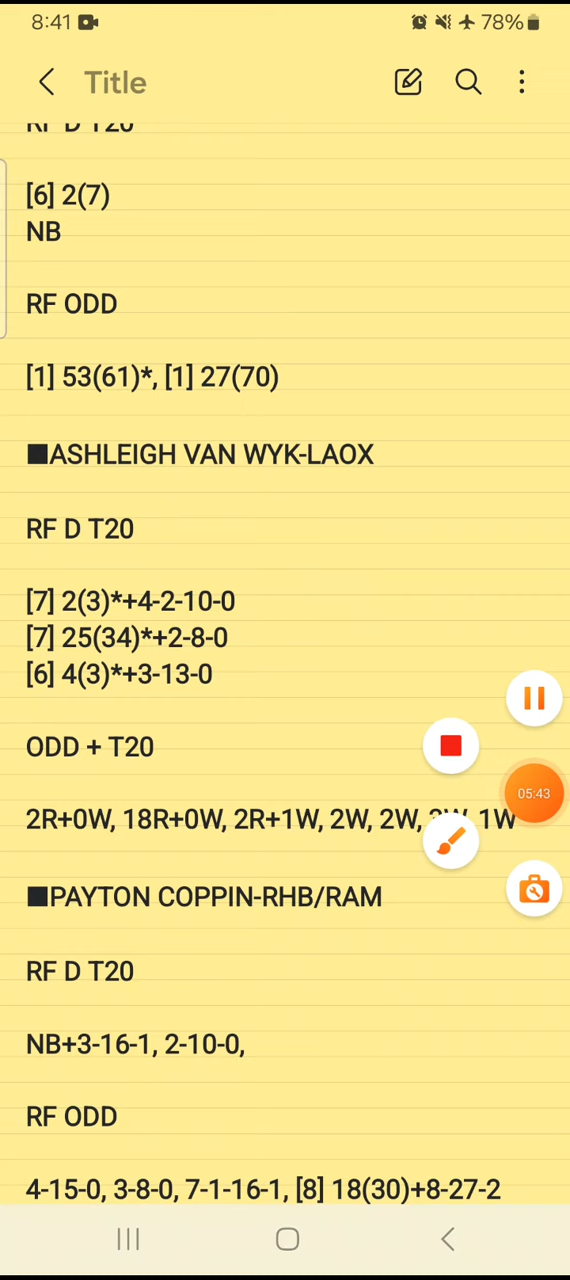 8:41
78%
Title
RF D T20
[6] 2(7)
NB
RF ODD
[1] 53(61)*, [1] 27(70)
■ASHLEIGH VAN WYK-LAOX
RF D T20
[7] 2(3)*+4-2-10-0
[7] 25(34)*+2-8-0
[6] 4(3)*+3-13-0
ODD + T20
05:43
2R+0W, 18R+0W, 2R+1W, 2W, 2W, 1W
■PAYTON COPPIN-RHB/RAM
RF D T20
NB+3-16-1, 2-10-0,
RF ODD
4-15-0, 3-8-0, 7-1-16-1, [8] 18(30)+8-27-2